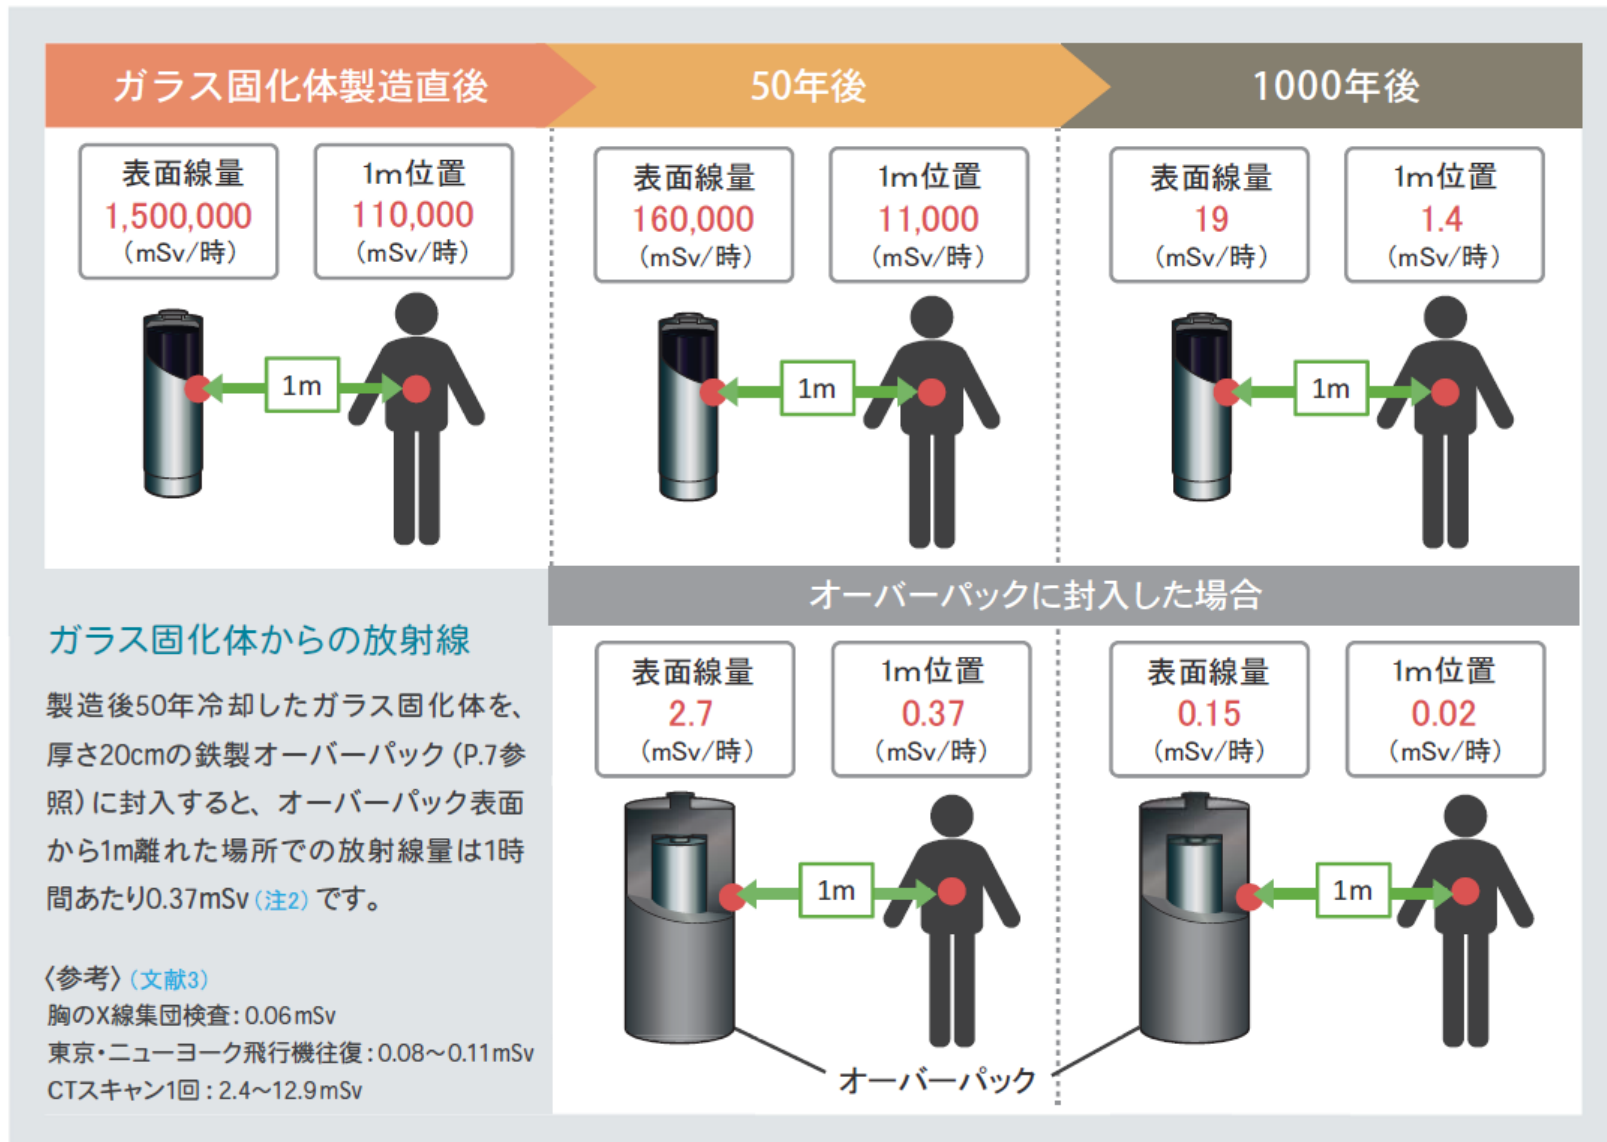 ガラス固化体製造直後
50年後
1000年後
表面線量
1,500,000
(mSv/時)
1m位置
110,000
(mSv/時)
1m
表面線量
160,000
(mSv/時)
1m位置
11,000
(mSv/時)
1m
表面線量
19
(mSv/時)
1m位置
1.4
(mSv/時)
1m
ガラス固化体からの放射線
製造後50年冷却したガラス固化体を、
厚さ20cmの鉄製オーバーパック(P.7参
照)に封入すると、オーバーパック表面
から1m離れた場所での放射線量は1時
間あたり0.37mSv(注2)です。
〈参考〉(文献3)
胸のX線集団検査:0.06mSv
東京・ニューヨーク飛行機往復:0.08〜0.11mSv
CTスキャン1回:2.4〜12.9mSv
オーバーパックに封入した場合
表面線量
2.7
(mSv/時)
1m位置
0.37
(mSv/時)
1m
表面線量
0.15
(mSv/時)
1m位置
0.02
(mSv/時)
1m
オーバーパック